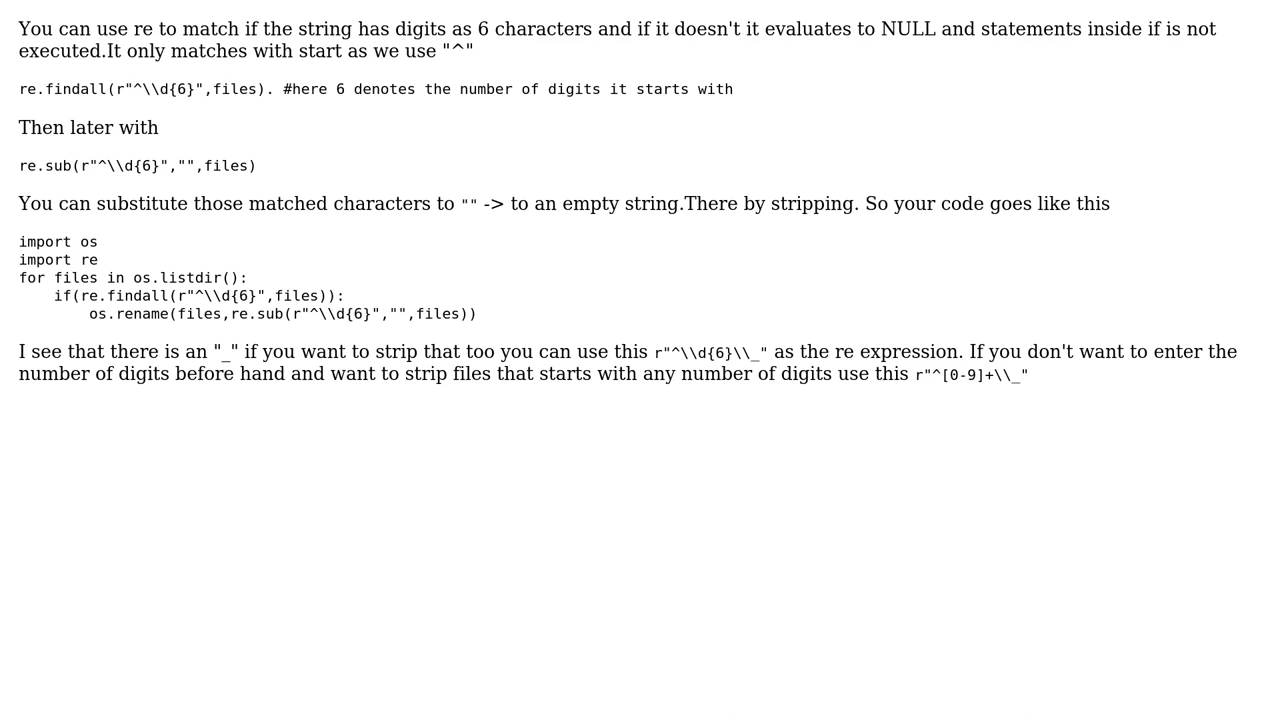 You can use re to match if the string has digits as 6 characters and if it doesn't it evaluates to NULL and statements inside if is not
executed.It only matches with start as we use "^"
re.findall(r"^\\d{6}",files). #here 6 denotes the number of digits it starts with
Then later with
re.sub(r"^\\d{6}","",files)
You can substitute those matched characters to "" -> to an empty string.There by stripping. So your code goes like this
import os
import re
for files in os.listdir():
    if(re.findall(r"^\\d{6}",files)):
        os.rename(files,re.sub(r"^\\d{6}","",files))
I see that there is an "_" if you want to strip that too you can use this r"^\\d{6}\\_" as the re expression. If you don't want to enter the
number of digits before hand and want to strip files that starts with any number of digits use this r"^[0-9]+\\_"